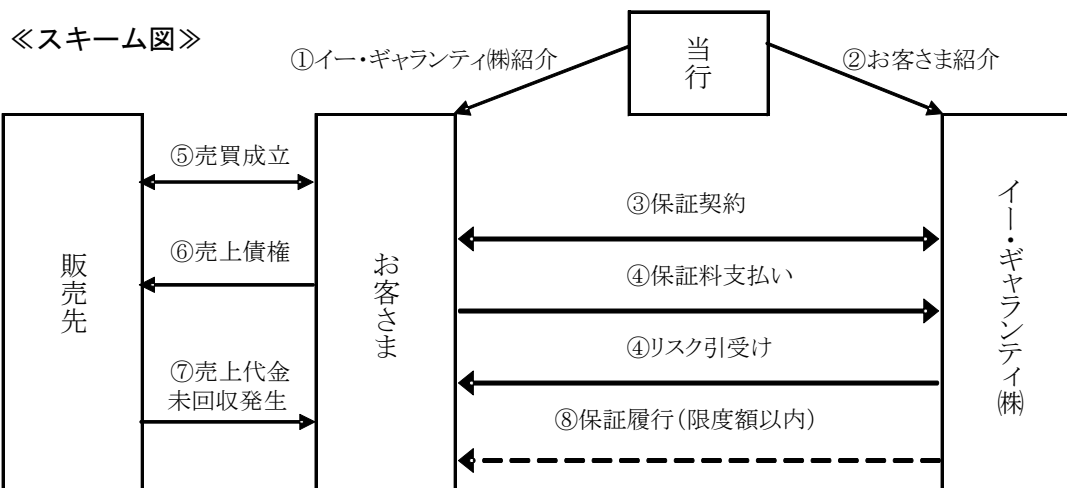 ≪スキーム図≫
当行
①イー・ギャランティ㈱紹介
②お客さま紹介
⑤売買成立
③保証契約
⑥売上債権
④保証料支払い
販売先
お客さま
イー・ギャランティ㈱
④リスク引受け
⑦売上代金
未回収発生
⑧保証履行（限度額以内）